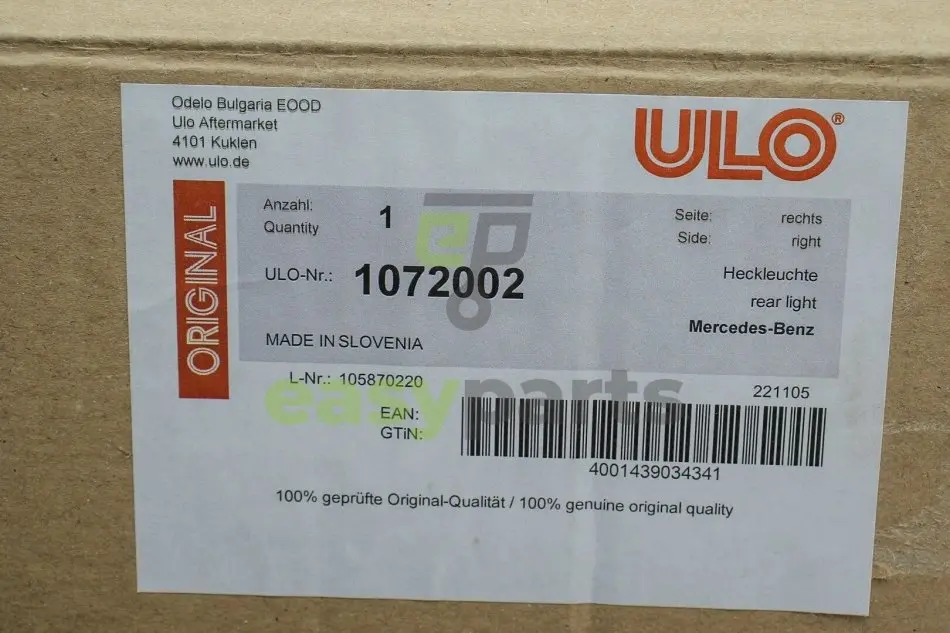 Odelo Bulgaria EOOD
Ulo Aftermarket
4101 Kuklen
www.ulo.de
ULO®
ORIGINAL
Anzahl: 1
Quantity
Seite: rechts
Side: right
ULO-Nr.: 1072002
Heckleuchte
rear light
Mercedes-Benz
MADE IN SLOVENIA
L-Nr.: 105870220
221105
EAN:
GTiN:
4001439034341
100% geprüfte Original-Qualität / 100% genuine original quality
ep
easyparts